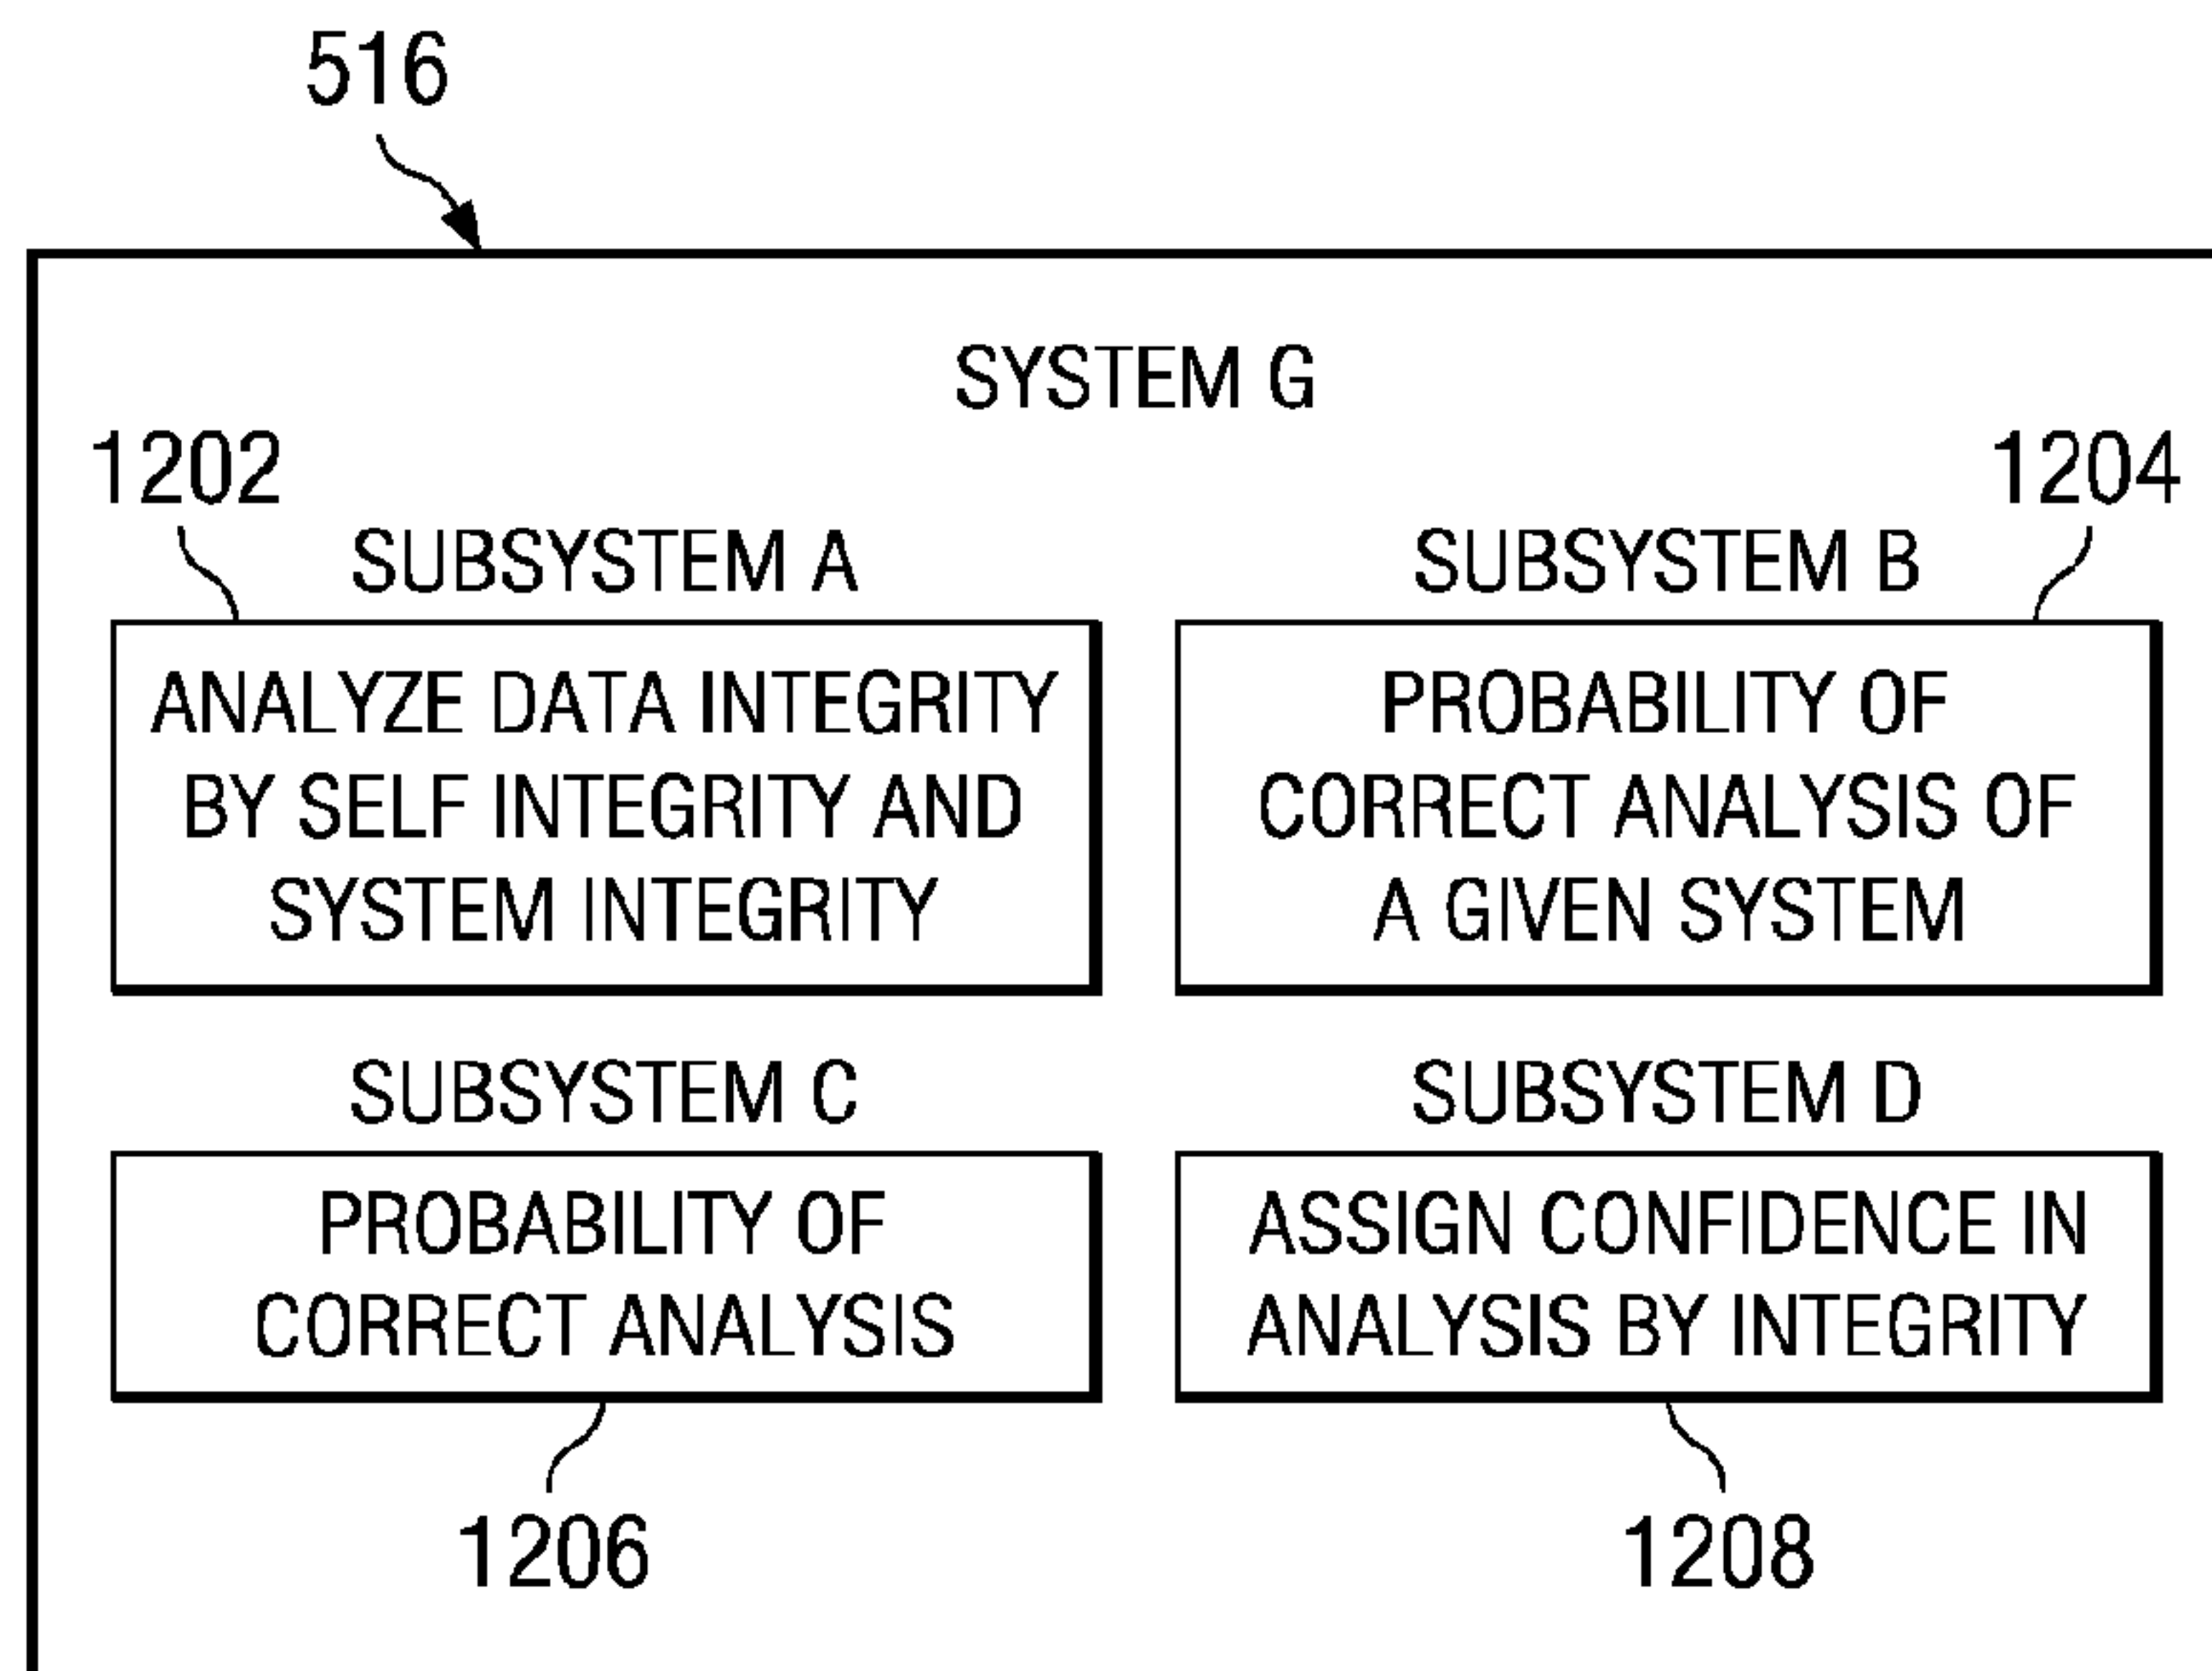 516
SYSTEM G
1202
1204
SUBSYSTEM A
SUBSYSTEM B
ANALYZE DATA INTEGRITY
BY SELF INTEGRITY AND
SYSTEM INTEGRITY
PROBABILITY OF
CORRECT ANALYSIS OF
A GIVEN SYSTEM
SUBSYSTEM C
SUBSYSTEM D
PROBABILITY OF
CORRECT ANALYSIS
ASSIGN CONFIDENCE IN
ANALYSIS BY INTEGRITY
1206
1208